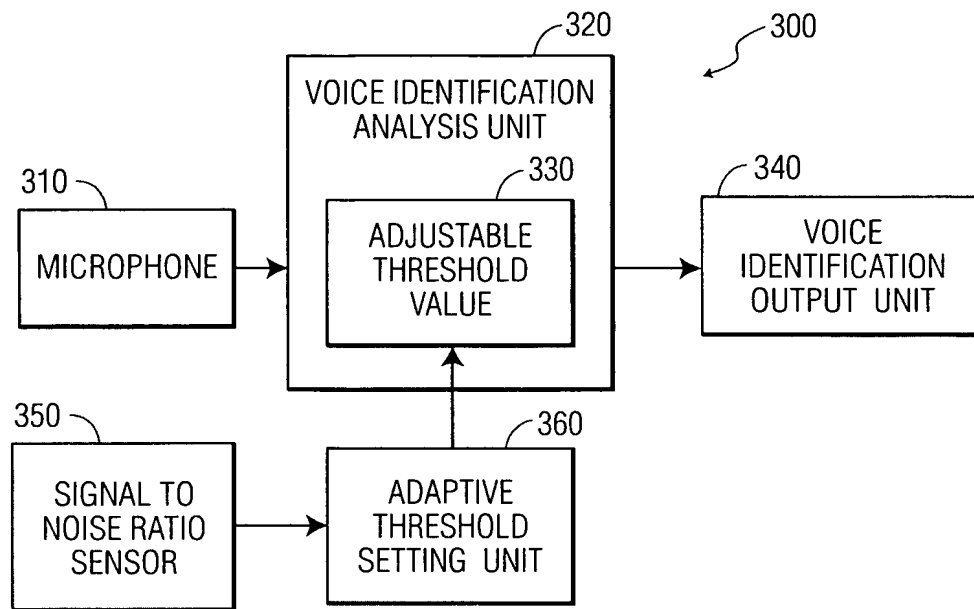 320
300
VOICE IDENTIFICATION
ANALYSIS UNIT
310
330
340
MICROPHONE
ADJUSTABLE
THRESHOLD
VALUE
VOICE
IDENTIFICATION
OUTPUT UNIT
350
360
SIGNAL TO
NOISE RATIO
SENSOR
ADAPTIVE
THRESHOLD
SETTING UNIT